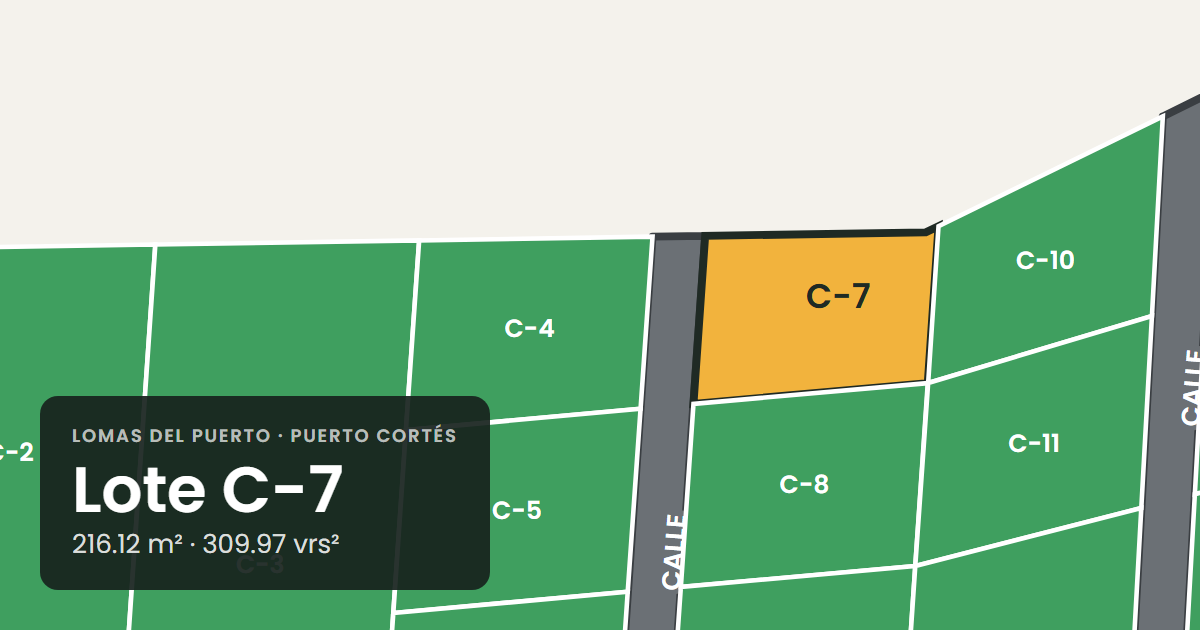 C-10
C-7
C-4
CALLE
LOMAS DEL PUERTO · PUERTO CORTÉS
Lote C-7
216.12 m² · 309.97 vrs²
C-2
C-11
C-8
C-5
CALLE
C-3